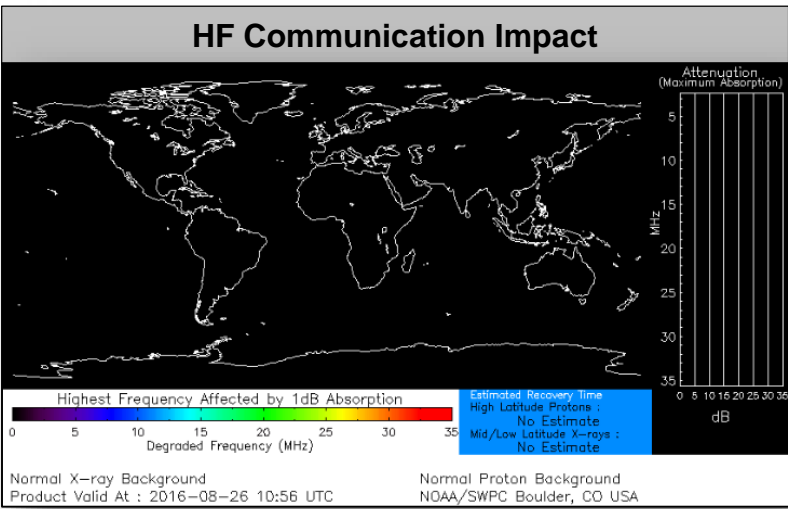 HF Communication Impact
Attenuation
(Maximum Absorption)
5
10
15
20
25
30
35
MHz
0 5 10 15 20 25 30 35
dB
Highest Frequency Affected by 1dB Absorption
0 5 10 15 20 25 30 35
Degraded Frequency (MHz)
Estimated Recovery Time
High Latitude Protons :
No Estimate
Mid/Low Latitude X-rays :
No Estimate
Normal X-ray Background
Product Valid At : 2016-08-26 10:56 UTC
Normal Proton Background
NOAA/SWPC Boulder, CO USA